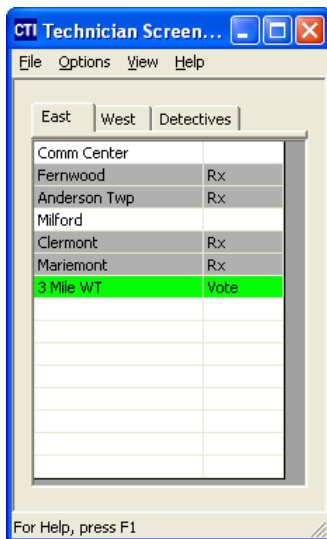 CTI Technician Screen...
File Options View Help
East West Detectives
Comm Center
Fernwood Rx
Anderson Twp Rx
Milford
Clermont Rx
Mariemont Rx
3 Mile WT Vote
For Help, press F1